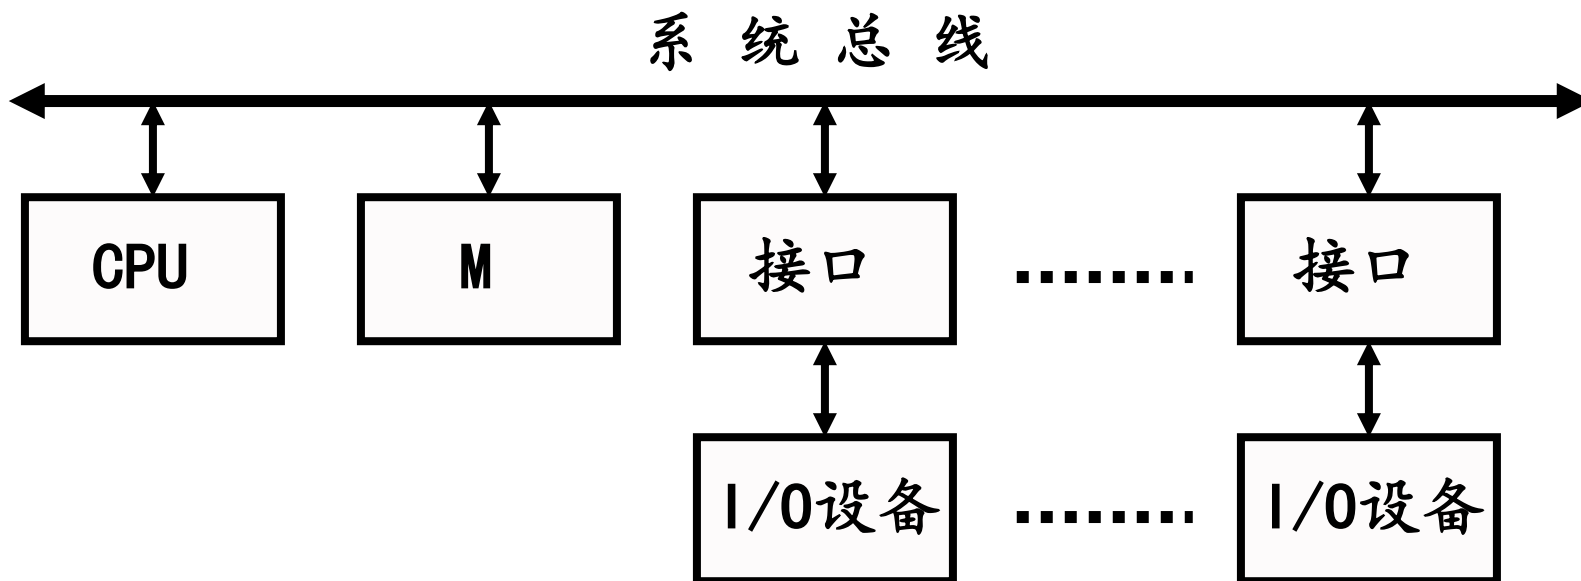 系统总线
CPU M 接口 ........ 接口
I/O设备 ........ I/O设备